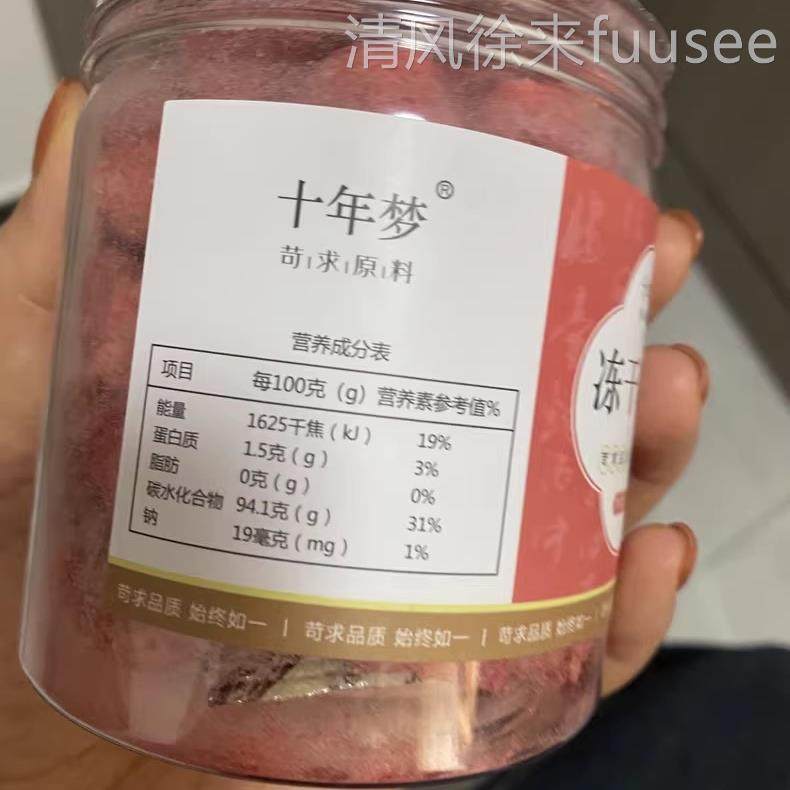 清风徐来fuusee
十年梦®
苛求原料
营养成分表
项目 每100克（g） 营养素参考值%
能量 1625千焦（kJ） 19%
蛋白质 1.5克（g） 3%
脂肪 0克（g） 0%
碳水化合物 94.1克（g） 31%
钠 19毫克（mg） 1%
冻干
苛求品质 始终如一 | 苛求品质 始终如一 | 苛求品质 始终如一